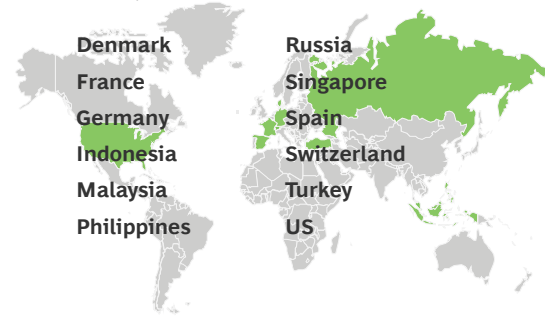 Denmark
France
Germany
Indonesia
Malaysia
Philippines
Russia
Singapore
Spain
Switzerland
Turkey
US